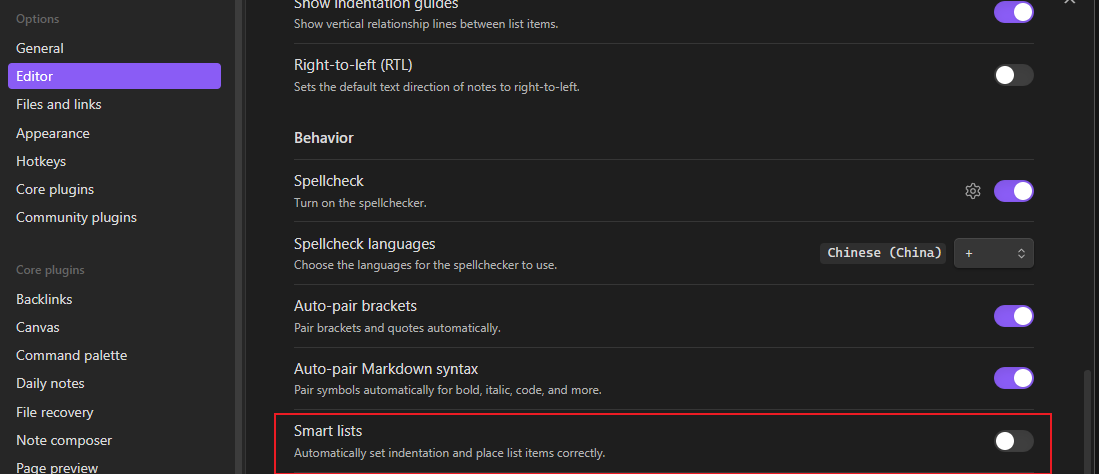 Options
General
Editor
Files and links
Appearance
Hotkeys
Core plugins
Community plugins
Core plugins
Backlinks
Canvas
Command palette
Daily notes
File recovery
Note composer
Page preview
Show indentation guides
Show vertical relationship lines between list items.
Right-to-left (RTL)
Sets the default text direction of notes to right-to-left.
Behavior
Spellcheck
Turn on the spellchecker.
Spellcheck languages
Choose the languages for the spellchecker to use.
Chinese (China)
+
Auto-pair brackets
Pair brackets and quotes automatically.
Auto-pair Markdown syntax
Pair symbols automatically for bold, italic, code, and more.
Smart lists
Automatically set indentation and place list items correctly.